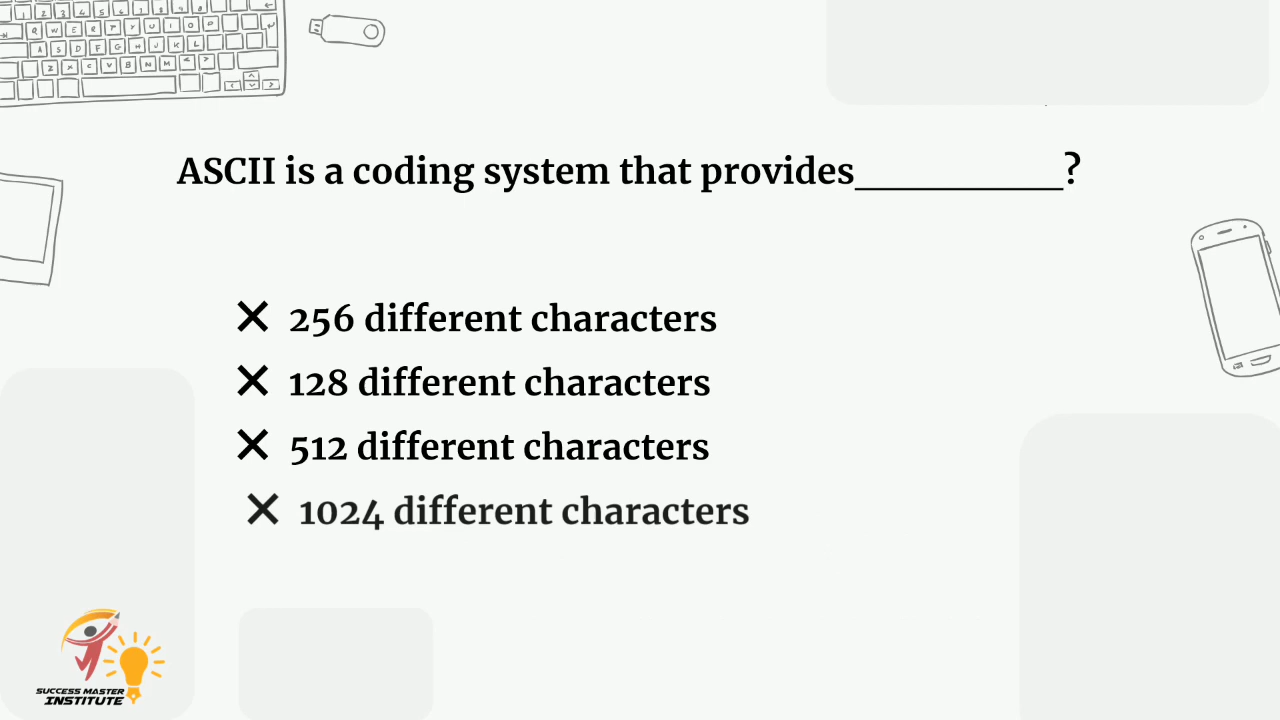 ASCII is a coding system that provides__________?
256 different characters
128 different characters
512 different characters
1024 different characters
SUCCESS MASTER
INSTITUTE